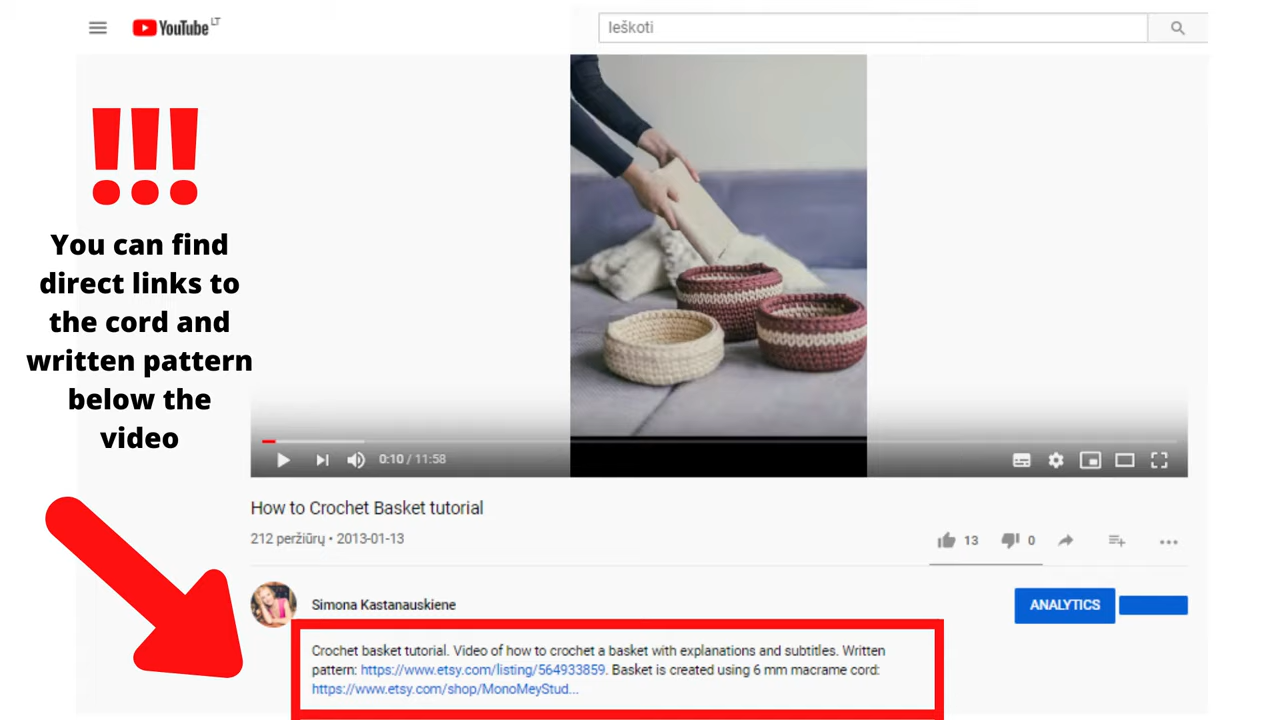 YouTube LT
Ieškoti
!!!
You can find
direct links to
the cord and
written pattern
below the
video
0:10 / 11:58
How to Crochet Basket tutorial
212 peržiūrų • 2013-01-13
13
0
Simona Kastanauskiene
ANALYTICS
Crochet basket tutorial. Video of how to crochet a basket with explanations and subtitles. Written
pattern: https://www.etsy.com/listing/564933859. Basket is created using 6 mm macrame cord:
https://www.etsy.com/shop/MonoMeyStud...